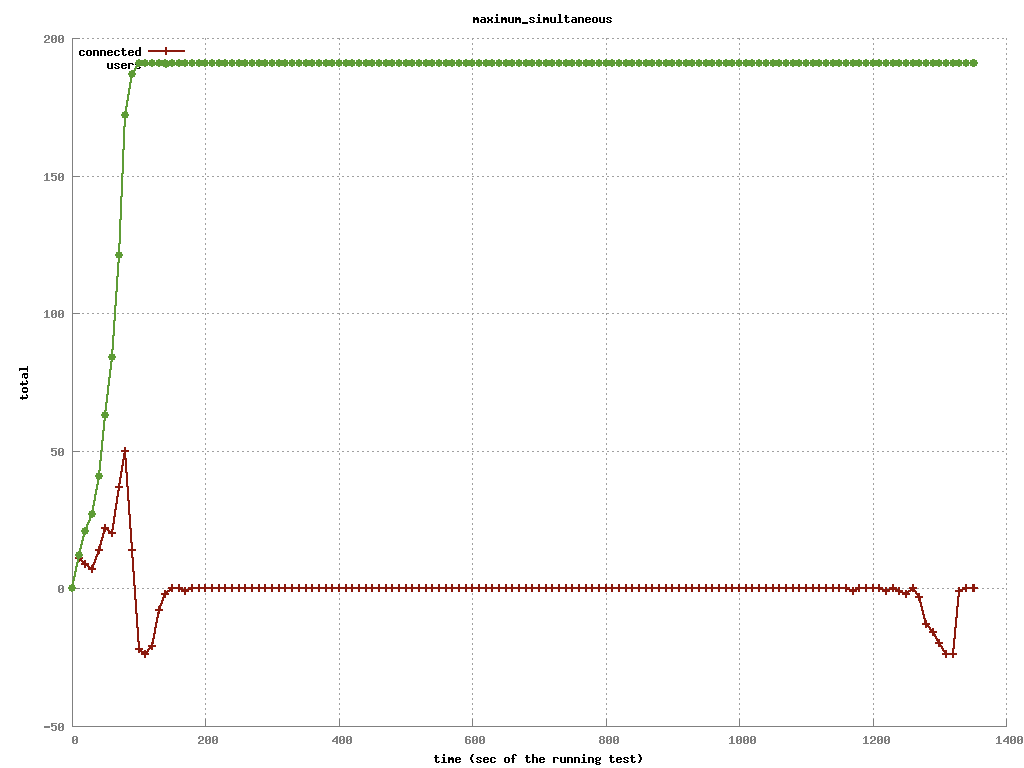 maximum_simultaneous
200
connected
users
150
100
total
50
0
-50
0 200 400 600 800 1000 1200 1400
time (sec of the running test)